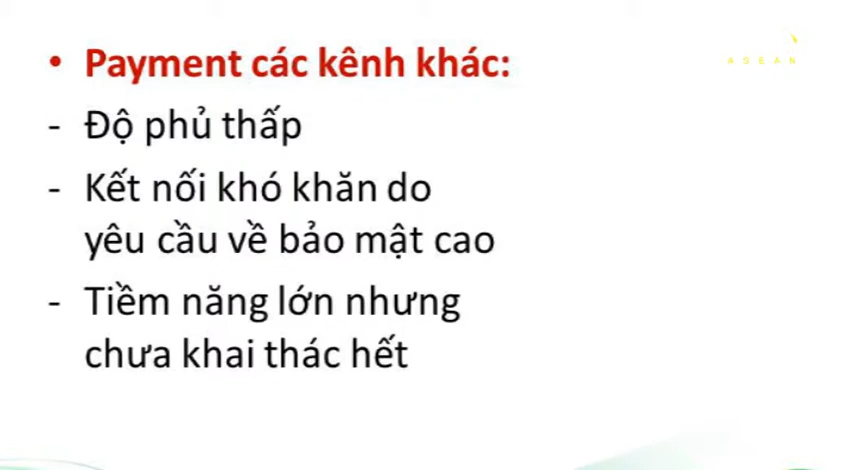 ASEAN
• Payment các kênh khác:
- Độ phủ thấp
- Kết nối khó khăn do
yêu cầu về bảo mật cao
- Tiềm năng lớn nhưng
chưa khai thác hết